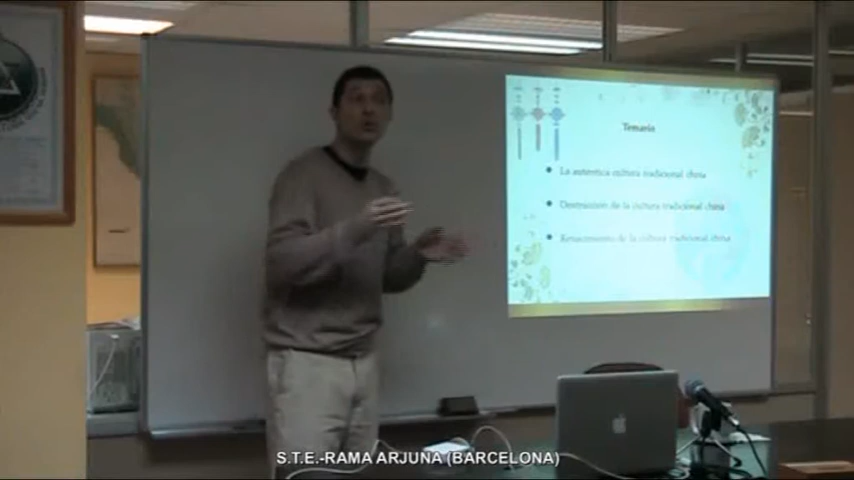 Temario
La autentica cultura tradicional china
Destrucción de la cultura tradicional china
Renacimiento de la cultura tradicional china
S.T.E.-RAMA ARJUNA (BARCELONA)